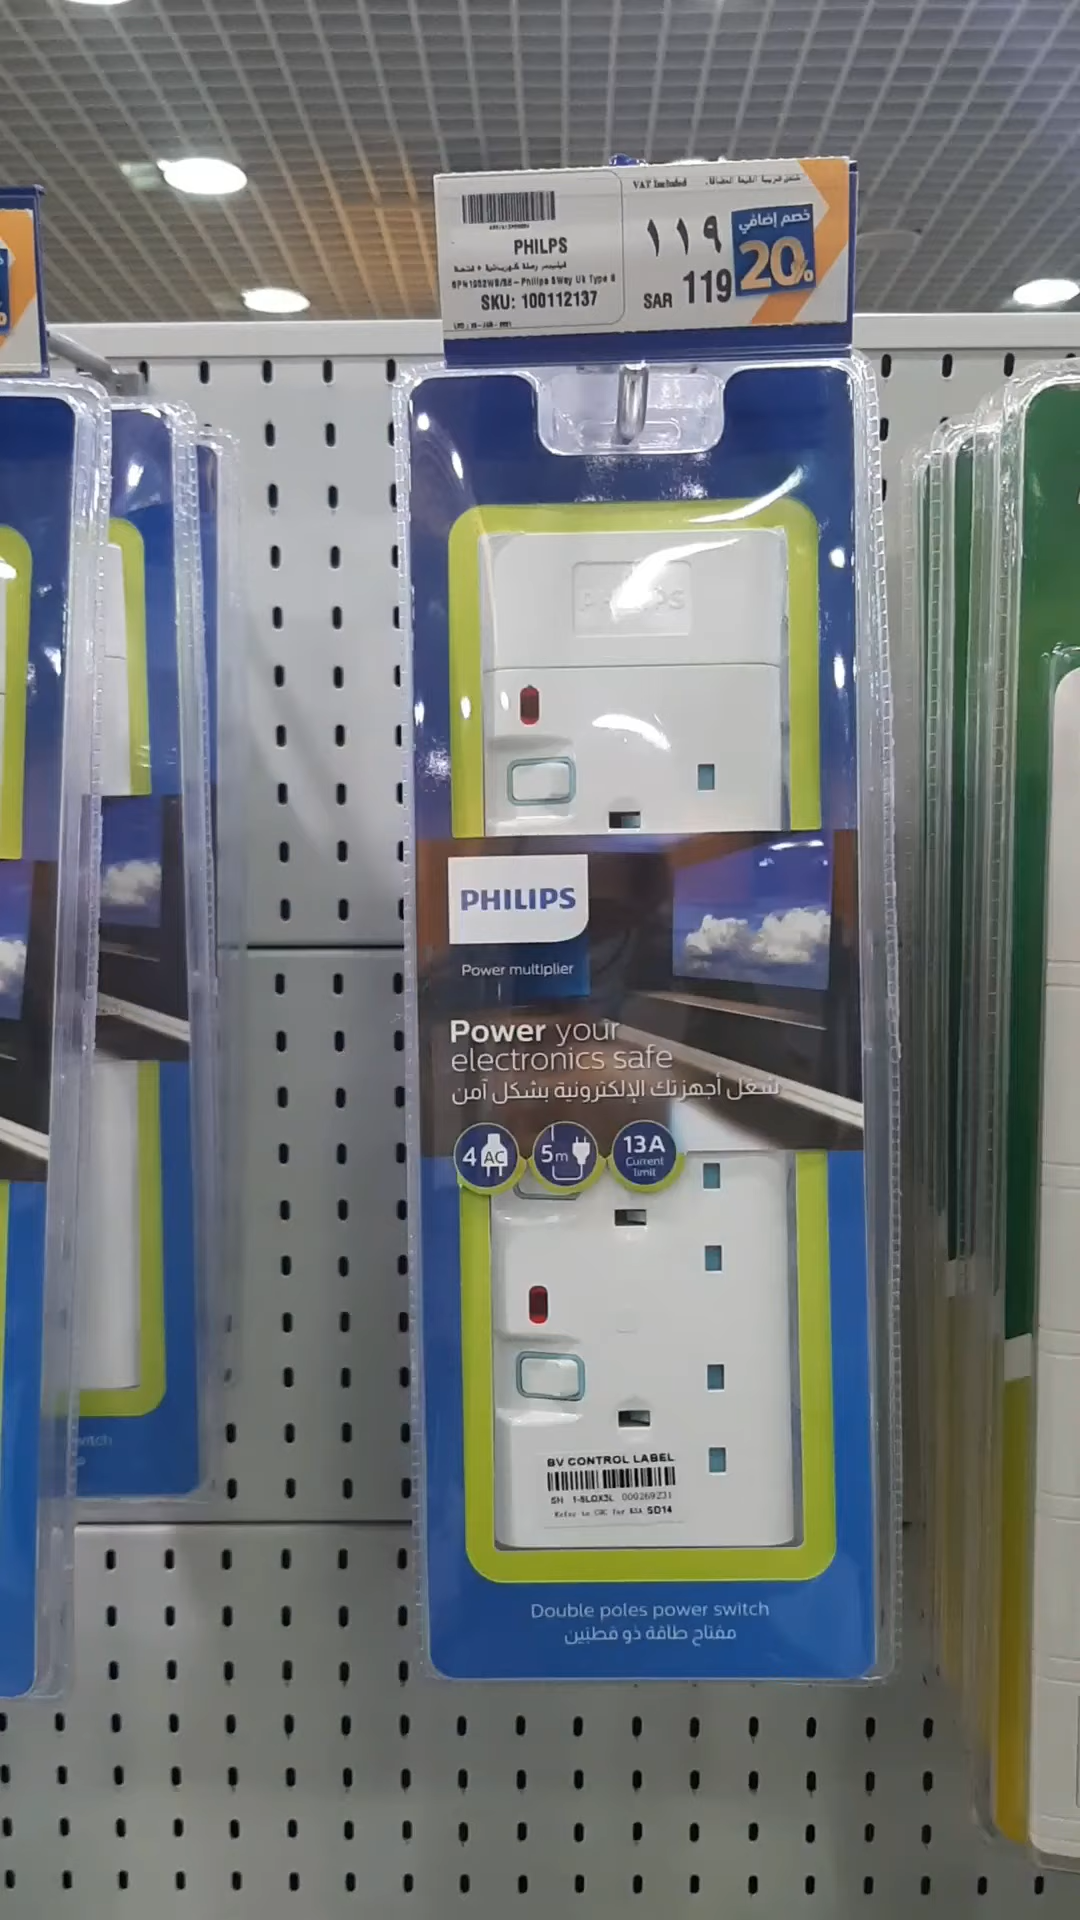 VAT Included
PHILPS
SKU: 100112137
١١٩
SAR 119
خصم إضافي
20%
PHILIPS
PHILIPS
Power multiplier
Power your
electronics safe
شغل أجهزتك الإلكترونية بشكل آمن
4 AC
5m
13A
Current
limit
BV CONTROL LABEL
000269231
SD14
Double poles power switch
مفتاح طاقة ذو قطبين